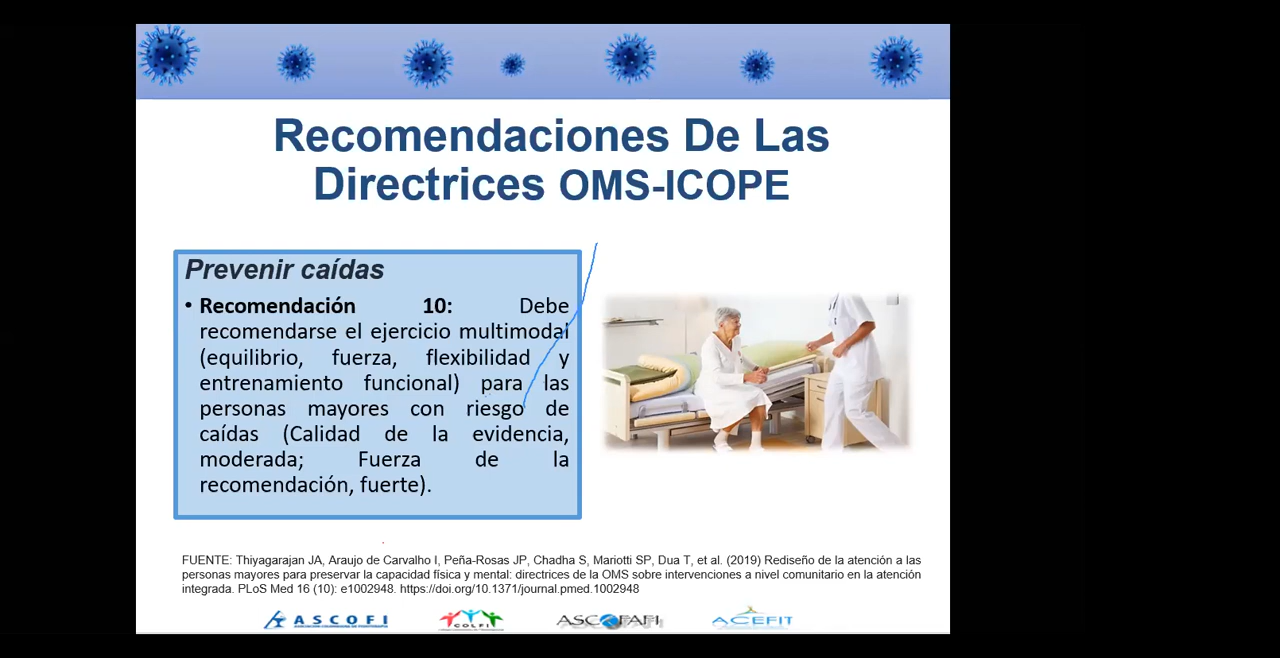 Recomendaciones De Las
Directrices OMS-ICOPE
Prevenir caídas
• Recomendación 10: Debe
recomendarse el ejercicio multimodal
(equilibrio, fuerza, flexibilidad y
entrenamiento funcional) para las
personas mayores con riesgo de
caídas (Calidad de la evidencia,
moderada; Fuerza de la
recomendación, fuerte).
FUENTE: Thiyagarajan JA, Araujo de Carvalho I, Peña-Rosas JP, Chadha S, Mariotti SP, Dua T, et al. (2019) Rediseño de la atención a las
personas mayores para preservar la capacidad física y mental: directrices de la OMS sobre intervenciones a nivel comunitario en la atención
integrada. PLoS Med 16 (10): e1002948. https://doi.org/10.1371/journal.pmed.1002948
ASCOFI COLFI ASCOFAFI ACEFIT